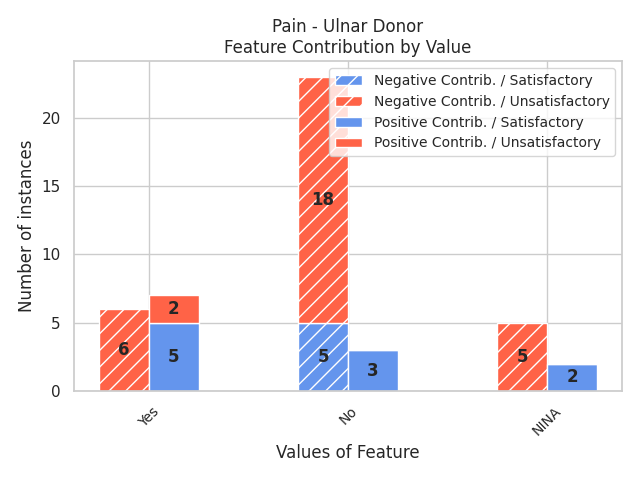 Pain - Ulnar Donor
Feature Contribution by Value
Negative Contrib. / Satisfactory
Negative Contrib. / Unsatisfactory
Positive Contrib. / Satisfactory
Positive Contrib. / Unsatisfactory
Number of instances
20
15
10
5
0
6
2
5
18
5
3
5
2
Yes
No
NINA
Values of Feature